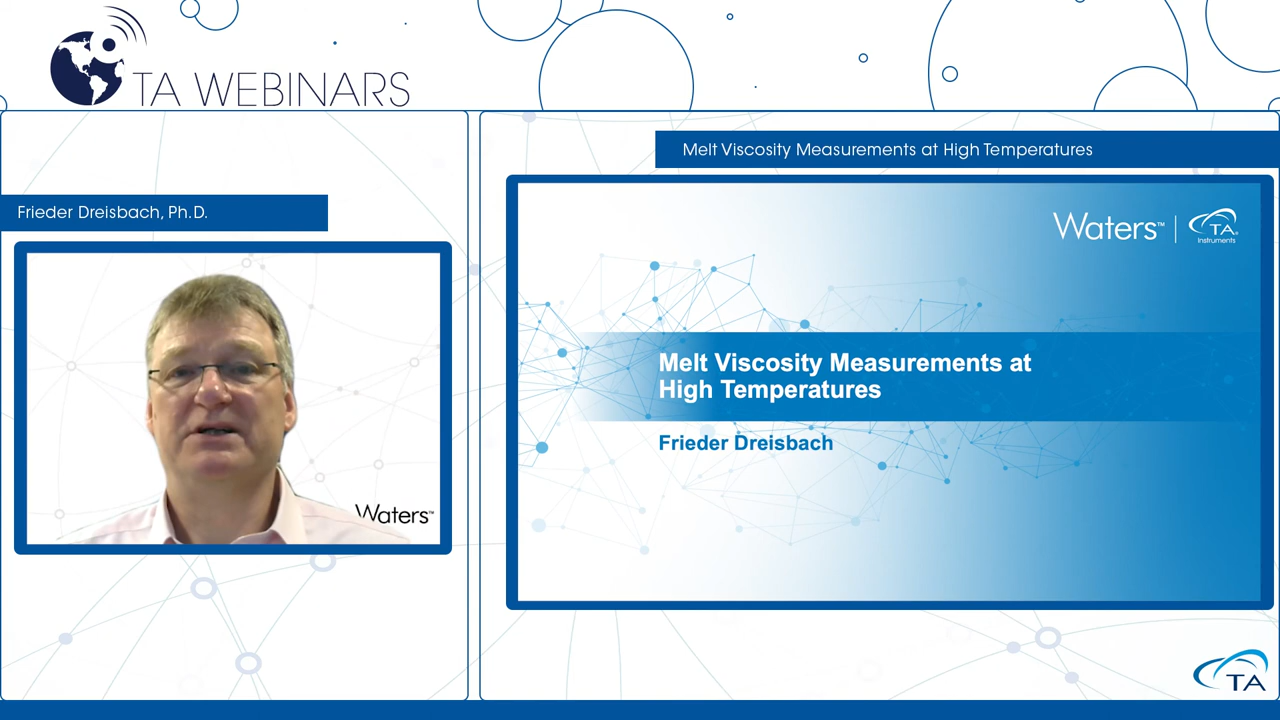 TA WEBINARS
Melt Viscosity Measurements at High Temperatures
Frieder Dreisbach, Ph.D.
Waters™
Waters™ | TA®
Instruments
Melt Viscosity Measurements at
High Temperatures
Frieder Dreisbach
TA